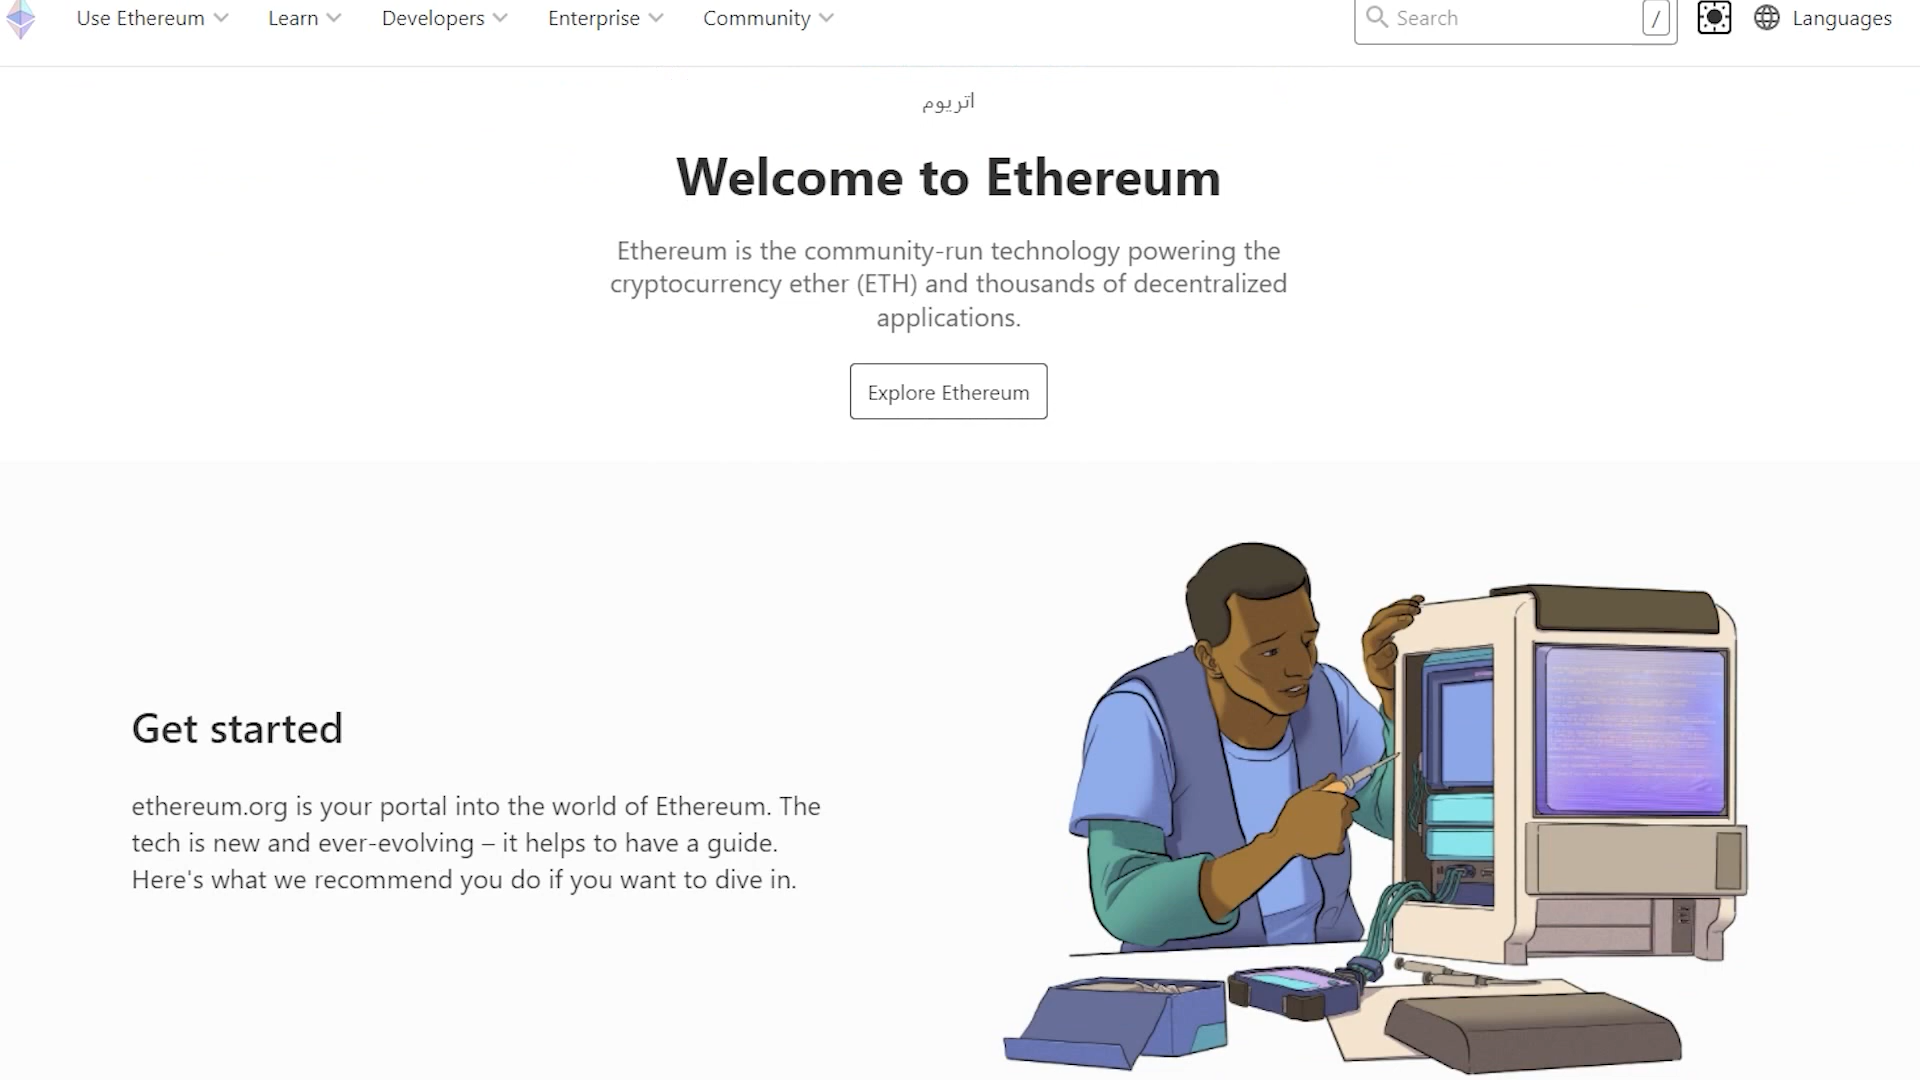 Use Ethereum Learn Developers Enterprise Community Search / Languages
اتریوم
Welcome to Ethereum
Ethereum is the community-run technology powering the
cryptocurrency ether (ETH) and thousands of decentralized
applications.
Explore Ethereum
Get started
ethereum.org is your portal into the world of Ethereum. The
tech is new and ever-evolving – it helps to have a guide.
Here's what we recommend you do if you want to dive in.